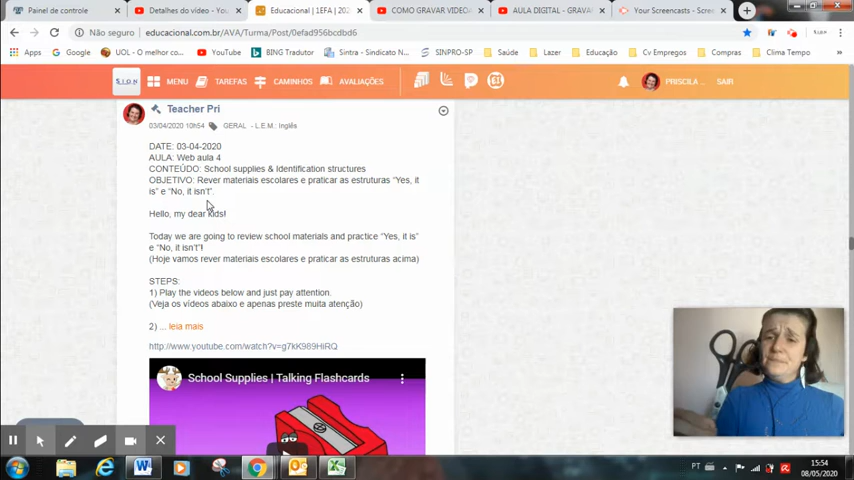 Painel de controle
Detalhes do vídeo - YouTube
Educacional | 1EFA | 202
COMO GRAVAR VIDEOA
AULA DIGITAL - GRAVAN
Your Screencasts - Scree
Não seguro
educacional.com.br/AVA/Turma/Post/0efad956bcdbd6
Apps
Google
UOL - O melhor co...
YouTube
BING Tradutor
Sintra - Sindicato N...
SINPRO-SP
Saúde
Lazer
Educação
Cv Empregos
Compras
Clima Tempo
MENU
TAREFAS
CAMINHOS
AVALIAÇÕES
PRISCILA ...
SAIR
Teacher Pri
03/04/2020 10h54 GERAL - L.E.M.: Inglês
DATE: 03-04-2020
AULA: Web aula 4
CONTEÚDO: School supplies & Identification structures
OBJETIVO: Rever materiais escolares e praticar as estruturas “Yes, it
is” e “No, it isn’t”.
Hello, my dear kids!
Today we are going to review school materials and practice “Yes, it is”
e “No, it isn’t”!
(Hoje vamos rever materiais escolares e praticar as estruturas acima)
STEPS:
1) Play the videos below and just pay attention.
(Veja os vídeos abaixo e apenas preste muita atenção)
2) ... leia mais
http://www.youtube.com/watch?v=g7kK989HiRQ
School Supplies | Talking Flashcards
PT
15:54
08/05/2020